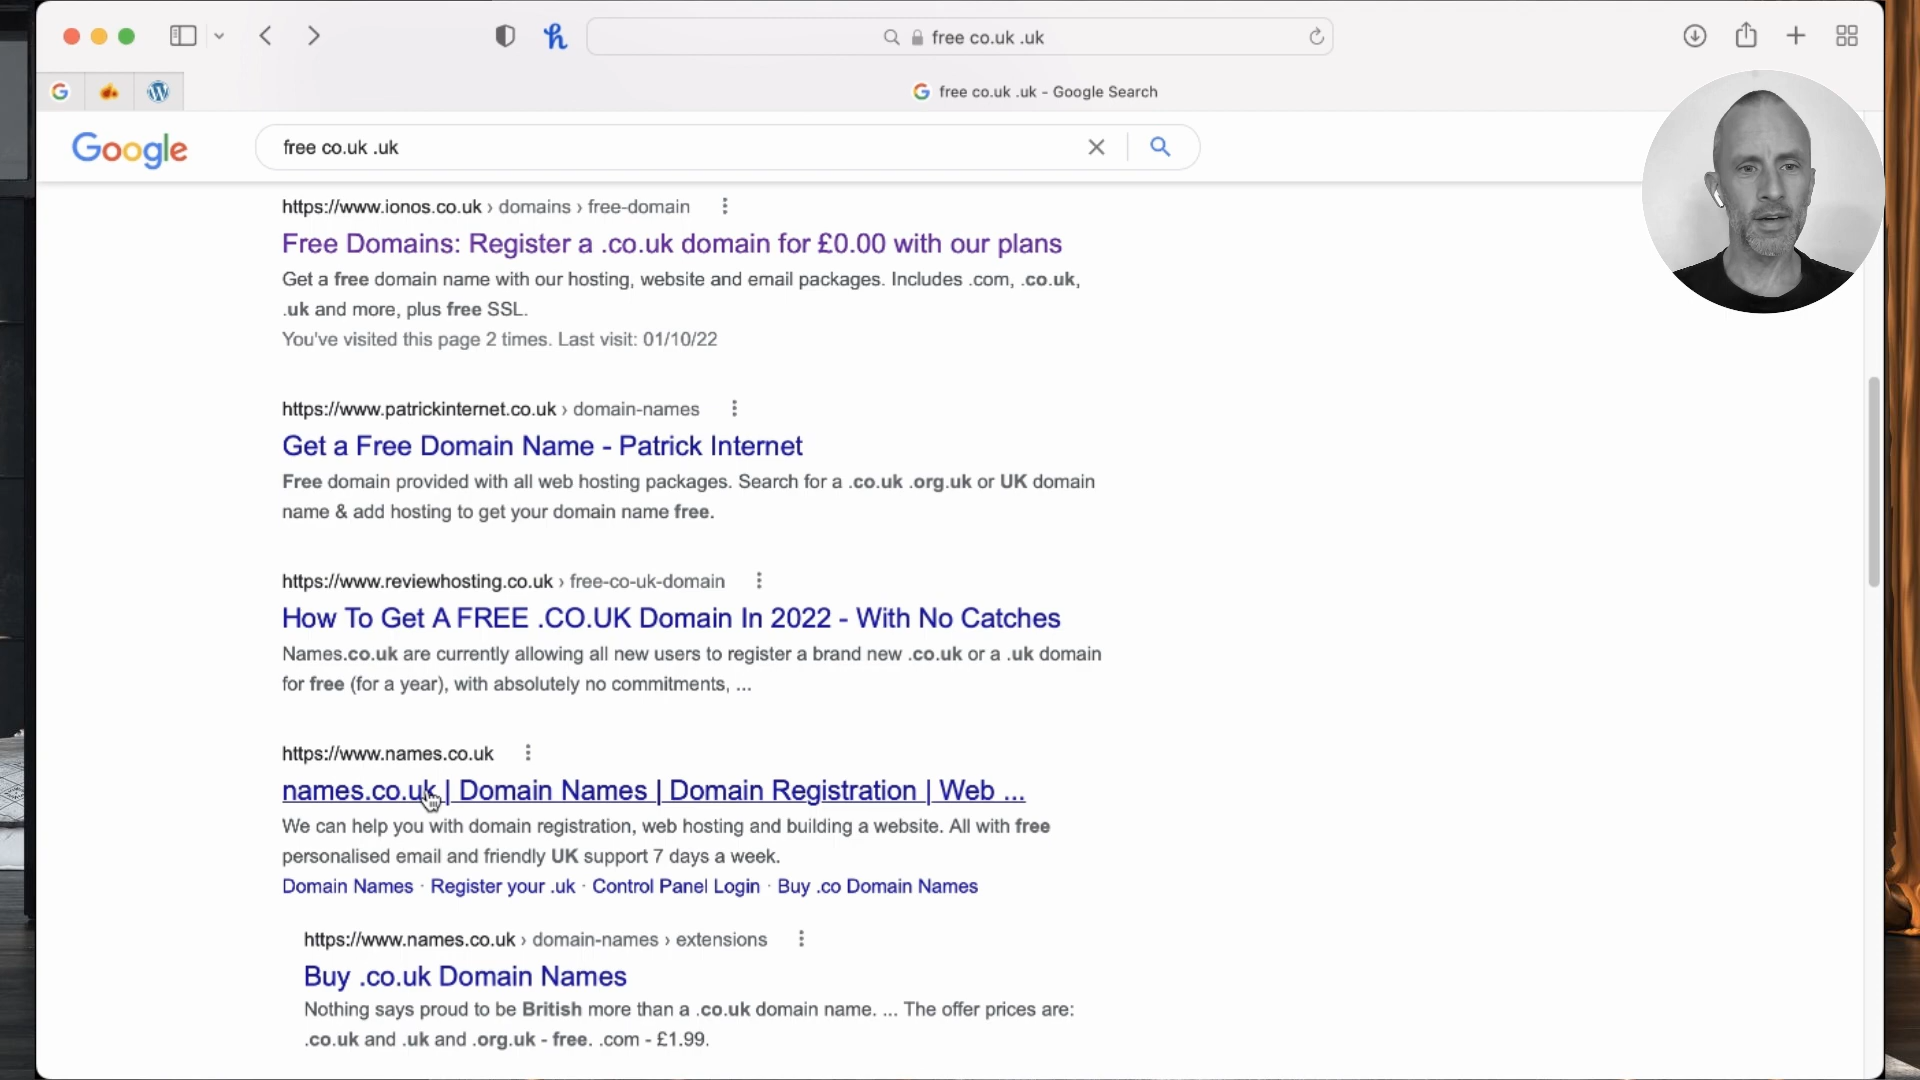 free co.uk .uk
free co.uk .uk - Google Search
Google
free co.uk .uk
https://www.ionos.co.uk › domains › free-domain
Free Domains: Register a .co.uk domain for £0.00 with our plans
Get a free domain name with our hosting, website and email packages. Includes .com, .co.uk,
.uk and more, plus free SSL.
You've visited this page 2 times. Last visit: 01/10/22
https://www.patrickinternet.co.uk › domain-names
Get a Free Domain Name - Patrick Internet
Free domain provided with all web hosting packages. Search for a .co.uk .org.uk or UK domain
name & add hosting to get your domain name free.
https://www.reviewhosting.co.uk › free-co-uk-domain
How To Get A FREE .CO.UK Domain In 2022 - With No Catches
Names.co.uk are currently allowing all new users to register a brand new .co.uk or a .uk domain
for free (for a year), with absolutely no commitments, ...
https://www.names.co.uk
names.co.uk | Domain Names | Domain Registration | Web ...
We can help you with domain registration, web hosting and building a website. All with free
personalised email and friendly UK support 7 days a week.
Domain Names · Register your .uk · Control Panel Login · Buy .co Domain Names
https://www.names.co.uk › domain-names › extensions
Buy .co.uk Domain Names
Nothing says proud to be British more than a .co.uk domain name. ... The offer prices are:
.co.uk and .uk and .org.uk - free. .com - £1.99.